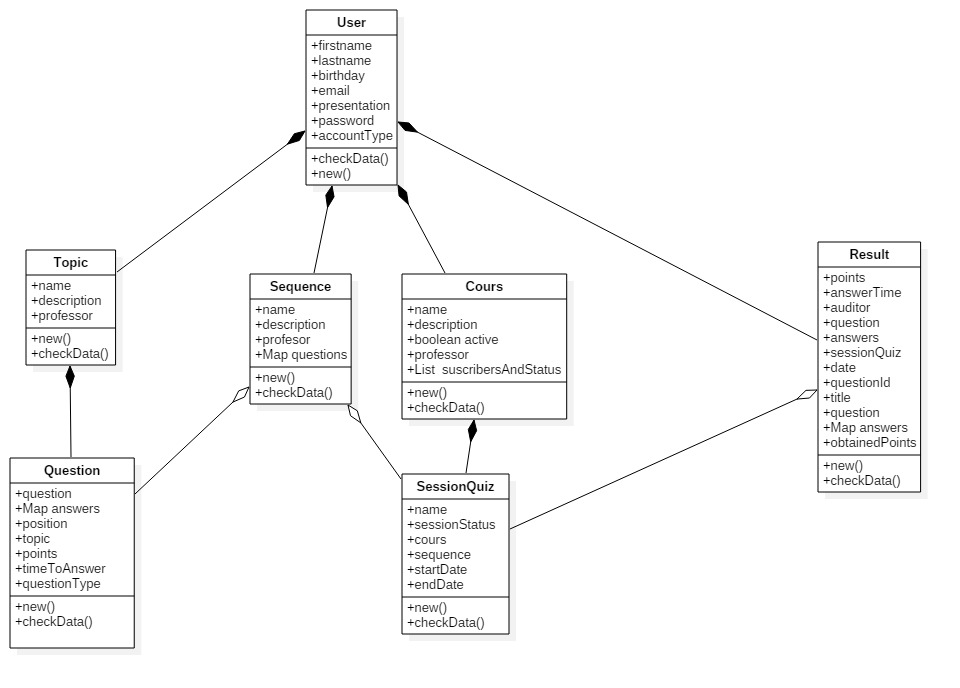 User
+firstname
+lastname
+birthday
+email
+presentation
+password
+accountType
+checkData()
+new()
Topic
+name
+description
+professor
+new()
+checkData()
Sequence
+name
+description
+profesor
+Map questions
+new()
+checkData()
Cours
+name
+description
+boolean active
+professor
+List  suscribersAndStatus
+new()
+checkData()
Result
+points
+answerTime
+auditor
+question
+answers
+sessionQuiz
+date
+questionId
+title
+question
+Map answers
+obtainedPoints
+new()
+checkData()
Question
+question
+Map answers
+position
+topic
+points
+timeToAnswer
+questionType
+new()
+checkData()
SessionQuiz
+name
+sessionStatus
+cours
+sequence
+startDate
+endDate
+new()
+checkData()